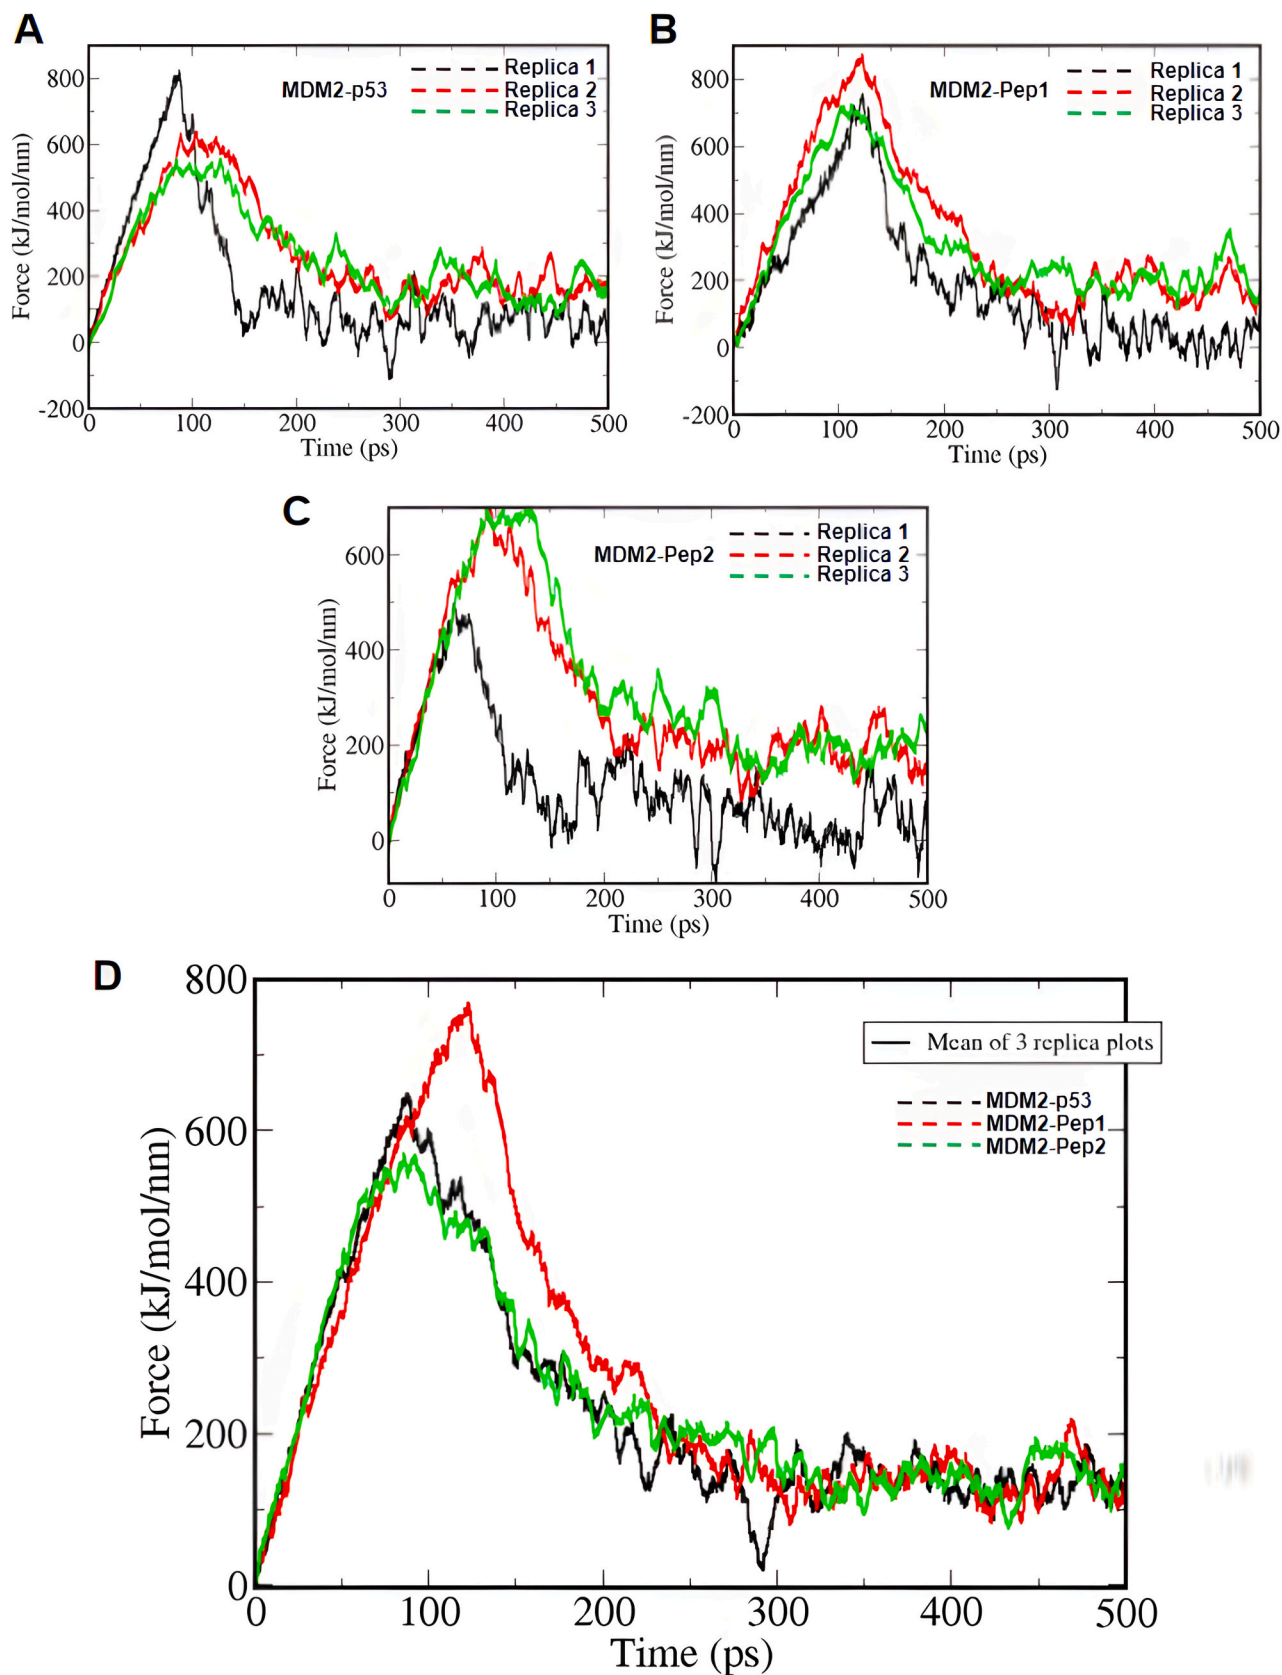 A
MDM2-p53
Replica 1
Replica 2
Replica 3
800
600
400
200
0
-200
Force (kJ/mol/nm)
0 100 200 300 400 500
Time (ps)
B
MDM2-Pep1
Replica 1
Replica 2
Replica 3
800
600
400
200
0
-200
Force (kJ/mol/nm)
0 100 200 300 400 500
Time (ps)
C
MDM2-Pep2
Replica 1
Replica 2
Replica 3
600
400
200
0
Force (kJ/mol/nm)
0 100 200 300 400 500
Time (ps)
D
Mean of 3 replica plots
MDM2-p53
MDM2-Pep1
MDM2-Pep2
800
600
400
200
0
Force (kJ/mol/nm)
0 100 200 300 400 500
Time (ps)